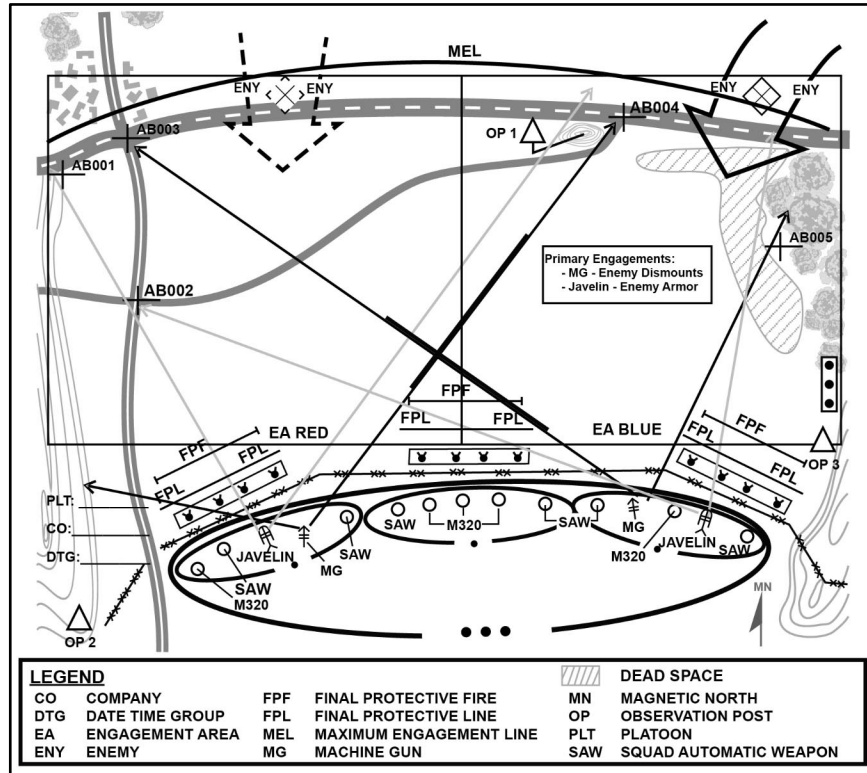 MEL
ENY ENY ENY ENY
AB003 OP 1 AB004
AB001
AB005
Primary Engagements:
- MG - Enemy Dismounts
- Javelin - Enemy Armor
AB002
FPF
FPL FPL
FPF EA RED EA BLUE FPF
FPL FPL FPL FPL
OP 3
PLT:
CO:
DTG:
SAW M320 SAW MG
JAVELIN MG SAW M320 JAVELIN SAW
SAW
M320
OP 2
MN
LEGEND
CO COMPANY FPF FINAL PROTECTIVE FIRE DEAD SPACE
DTG DATE TIME GROUP FPL FINAL PROTECTIVE LINE MN MAGNETIC NORTH
EA ENGAGEMENT AREA MEL MAXIMUM ENGAGEMENT LINE OP OBSERVATION POST
ENY ENEMY MG MACHINE GUN PLT PLATOON
SAW SQUAD AUTOMATIC WEAPON